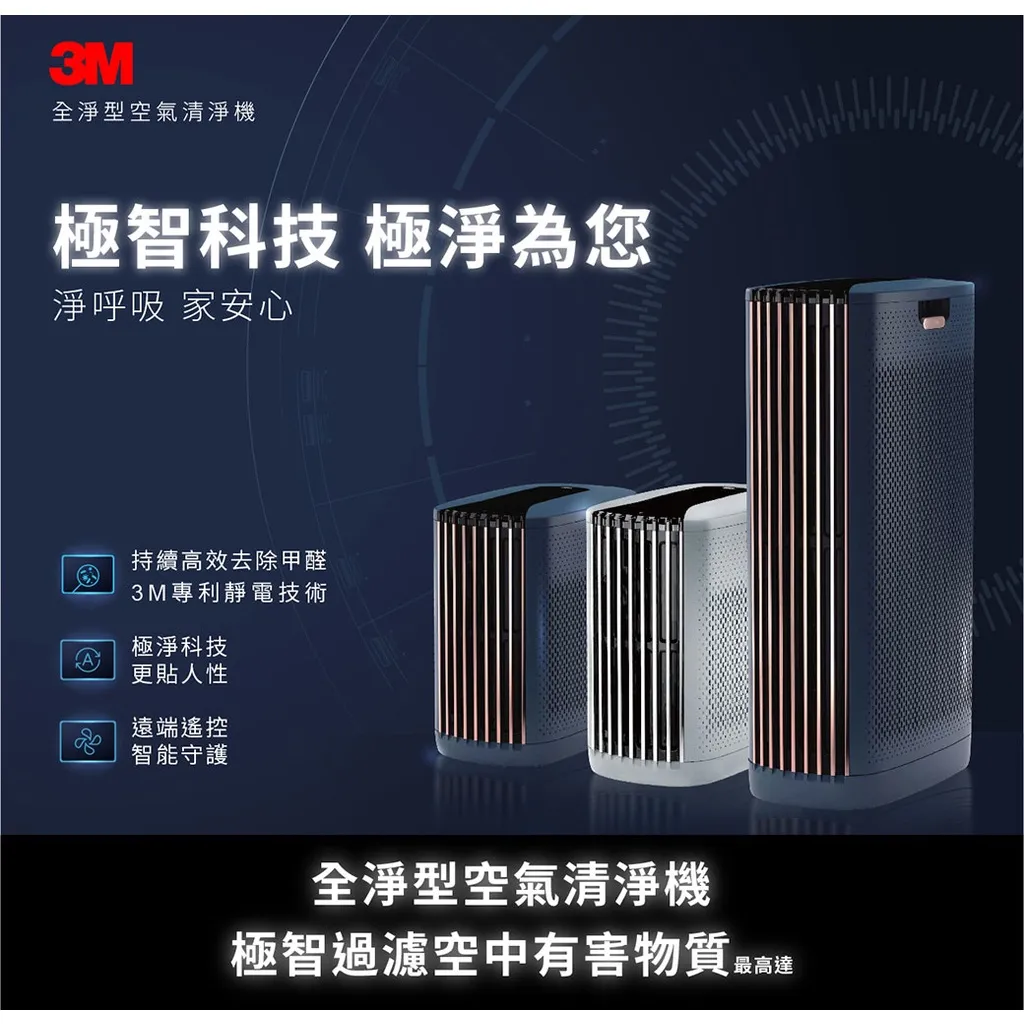 3M
全淨型空氣清淨機
極智科技 極淨為您
淨呼吸 家安心
持續高效去除甲醛
3M專利靜電技術
極淨科技
更貼人性
遠端遙控
智能守護
全淨型空氣清淨機
極智過濾空中有害物質最高達